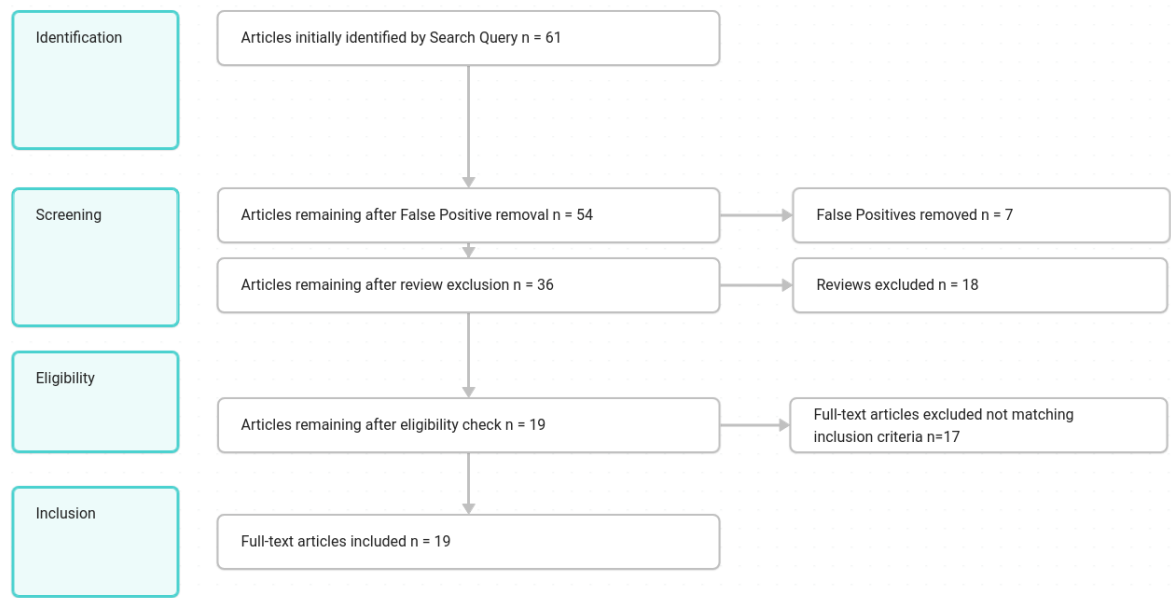 Identification
Articles initially identified by Search Query n = 61
Screening
Articles remaining after False Positive removal n = 54
False Positives removed n = 7
Articles remaining after review exclusion n = 36
Reviews excluded n = 18
Eligibility
Articles remaining after eligibility check n = 19
Full-text articles excluded not matching
inclusion criteria n=17
Inclusion
Full-text articles included n = 19